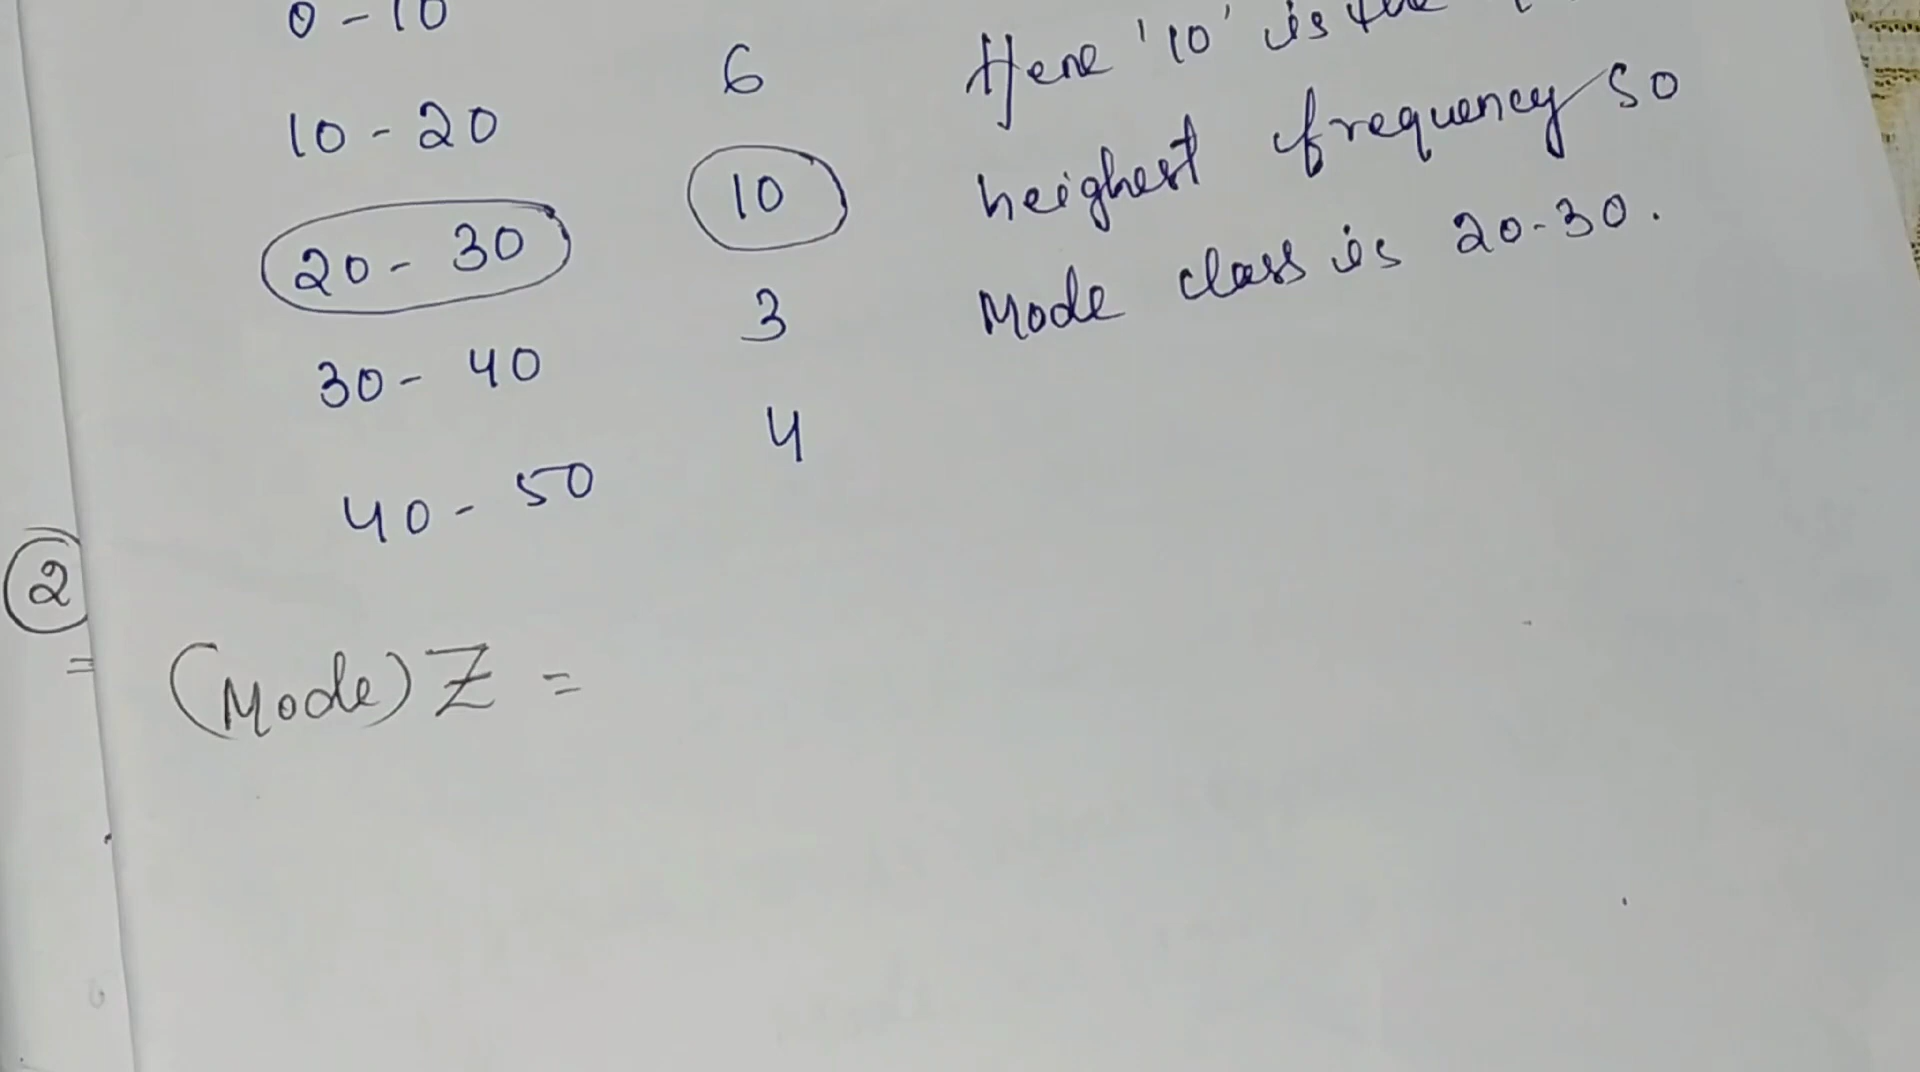 0 - 10
10 - 20 6
20 - 30 10
30 - 40 3
40 - 50 4
Here '10' is the
heighest frequency so
Mode class is 20-30.
2
=
(Mode) Z =